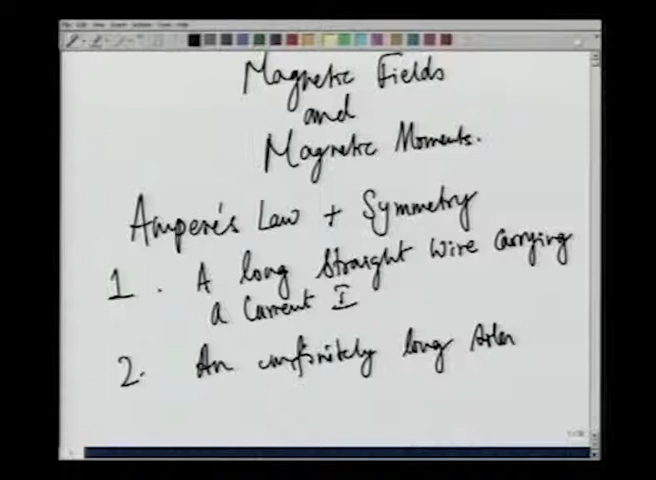 Magnetic Fields
and
Magnetic Moments.
Ampere's Law + Symmetry
1. A long straight wire carrying
a current I
2. An infinitely long